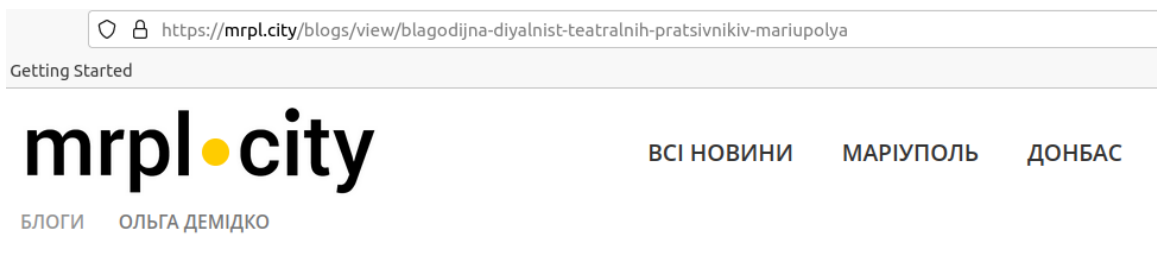 https://mrpl.city/blogs/view/blagodijna-diyalnist-teatralnih-pratsivnikiv-mariupolya
Getting Started
mrpl•city
ВСІ НОВИНИ МАРІУПОЛЬ ДОНБАС
БЛОГИ ОЛЬГА ДЕМІДКО